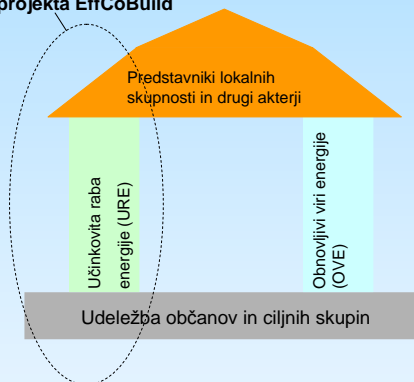 projekta EffCoBuild
Predstavniki lokalnih
skupnosti in drugi akterji
Učinkovita raba
energije (URE)
Obnovljivi viri energije
(OVE)
Udeležba občanov in ciljnih skupin